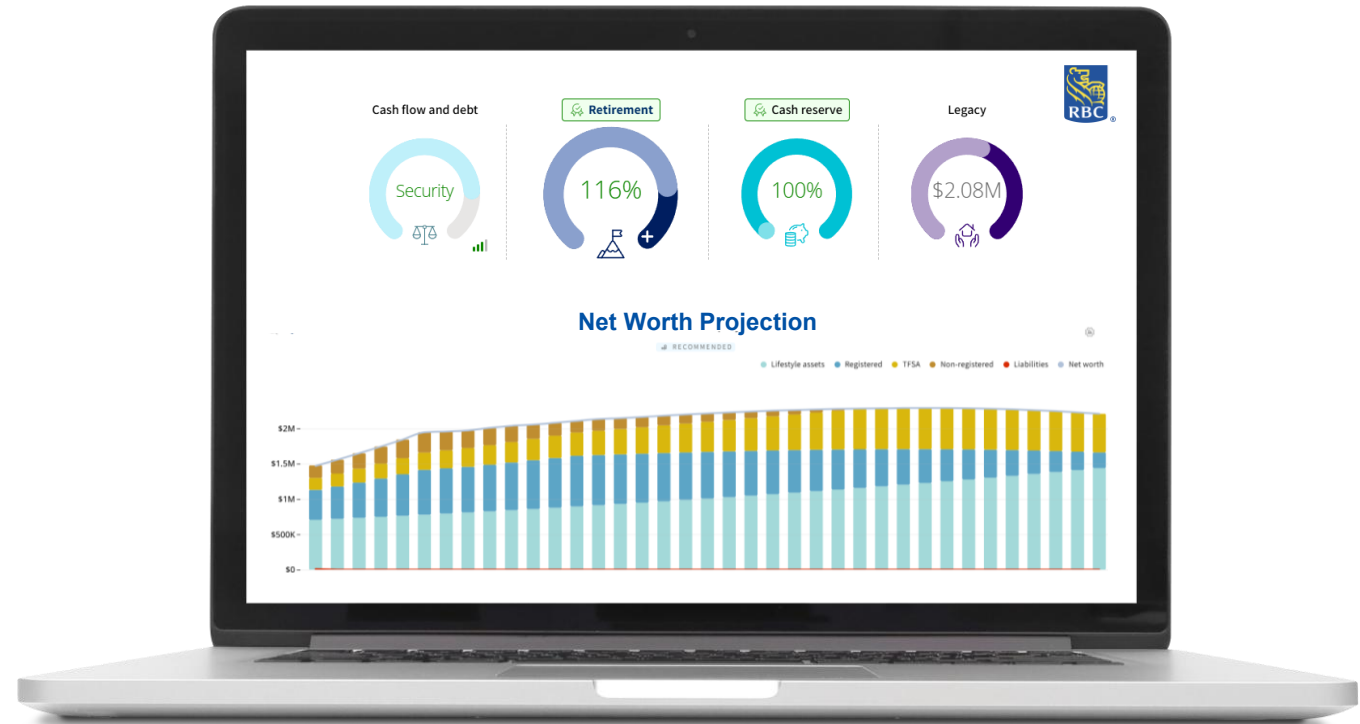 Cash flow and debt
Retirement
Cash reserve
Legacy
RBC
®
Security
116%
100%
$2.08M
Net Worth Projection
RECOMMENDED
Lifestyle assets Registered TFSA Non-registered Liabilities Net worth
$2M
$1.5M
$1M
$500K
$0